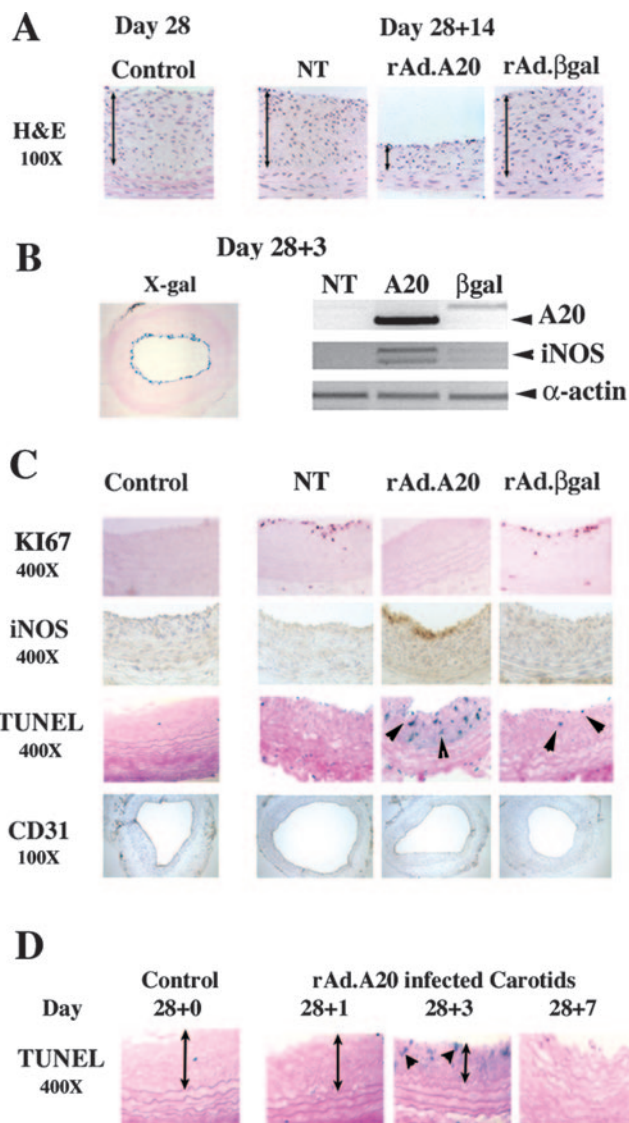 A
Day 28
Day 28+14
Control
NT
rAd.A20
rAd.βgal
H&E
100X
B
Day 28+3
X-gal
NT
A20
βgal
A20
iNOS
α-actin
C
Control
NT
rAd.A20
rAd.βgal
KI67
400X
iNOS
400X
TUNEL
400X
CD31
100X
D
Control
rAd.A20 infected Carotids
Day
28+0
28+1
28+3
28+7
TUNEL
400X